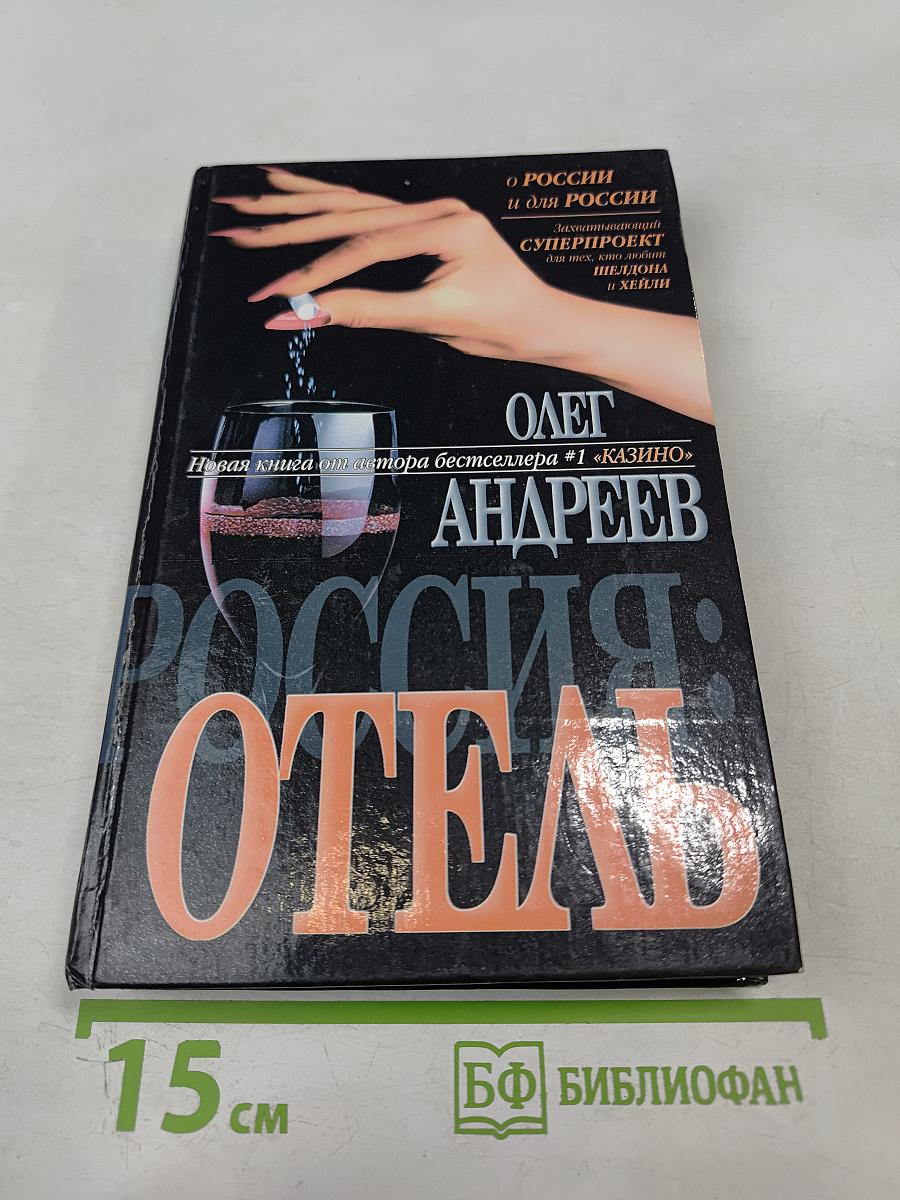 о РОССИИ
и для РОССИИ
Захватывающий
СУПЕРПРОЕКТ
для тех, кто любит
ШЕЛДОНА
и ХЕЙЛИ
ОЛЕГ
Новая книга от автора бестселлера #1 «КАЗИНО»
АНДРЕЕВ
РОССИЯ:
ОТЕЛЬ
15 см
БФ БИБЛИОФАН